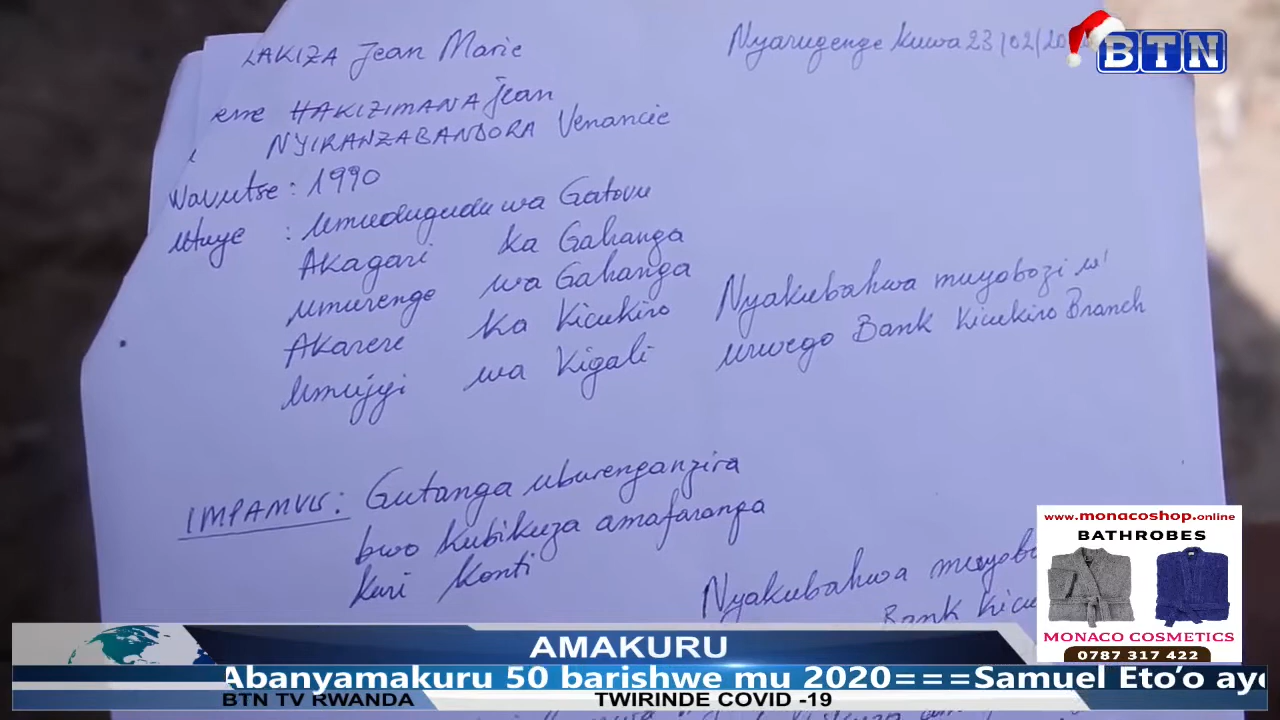 LAKIZA Jean Marie
Nyarugenge kuwa 23/02/20
BTN
eme HAKIZIMANA Jean
NYIRANZABANDORA Venancie
Wavutse : 1990
Utuye : Umudugudu wa Gatovu
Akagari ka Gahanga
Umurenge wa Gahanga
Akarere ka Kicukiro
Umujyi wa Kigali
Nyakubahwa muyobozi w'
urwego Bank Kicukiro Branch
IMPAMVU : Gutanga uburenganzira
bwo kubikuza amafaranga
kuri konti
Nyakubahwa muyobo
Bank Kicu
www.monacoshop.online
BATHROBES
MONACO COSMETICS
0787 317 422
AMAKURU
Abanyamakuru 50 barishwe mu 2020===Samuel Eto'o aye
BTN TV RWANDA
TWIRINDE COVID -19